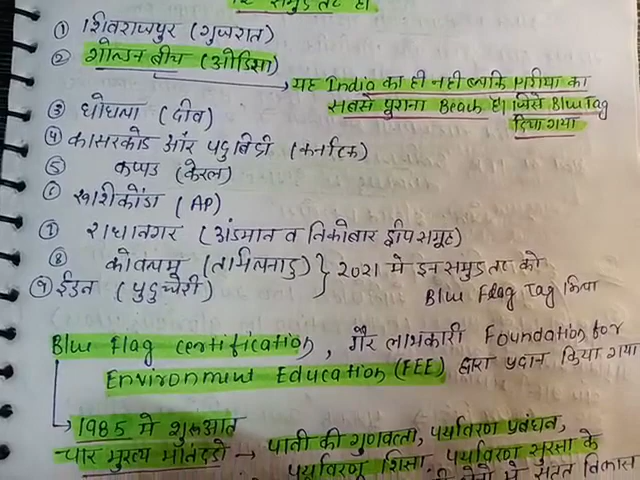 के समुद्र तट हैं।
① शिवराजपुर (गुजरात)
② गोल्डन बीच (ओडिसा)
→ यह India का ही नही बल्कि एशीया का
सबसे पुराना Beach है। जिसे Blue Tag
दिया गया
③ घोघला (दीव)
④ कासरकोड और पदुबिद्री (कर्नाटक)
⑤ कप्पड (केरल)
⑥ रूशीकोंडा (AP)
⑦ राधानगर (अंडमान व निकोबार द्वीप समूह)
⑧ कोवलम (तमिलनाडु) } 2021 मे इन समुद्र तट को
⑨ ईडन (पुदुच्चेरी) Blue Flag Tag किया
Blue Flag certification, गैर लाभकारी Foundation for
Environment Education (FEE) द्वारा प्रदान किया गया
→ 1985 मे शुरूआत
चार मुख्य मानदंडो → पानी की गुणवत्ता, पर्यावरण प्रबंधन,
पर्यावरण शिक्षा, पर्यावरण सुरक्षा के
मे सतत विकास